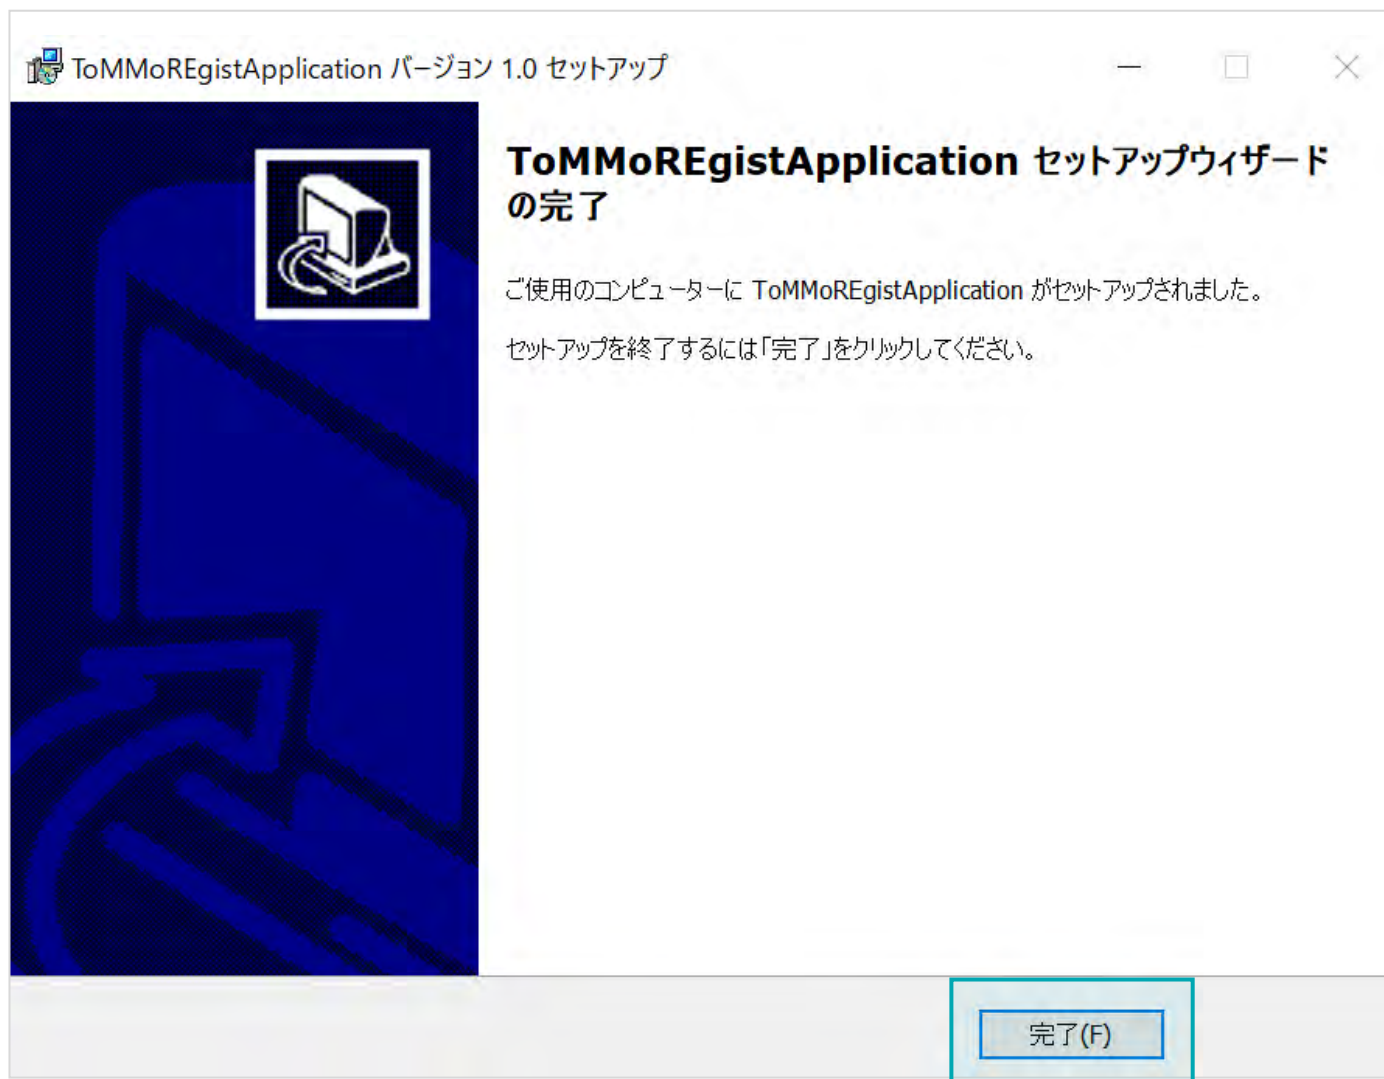 ToMMoREgistApplication バージョン 1.0 セットアップ
ToMMoREgistApplication セットアップウィザード
の完了
ご使用のコンピューターに ToMMoREgistApplication がセットアップされました。
セットアップを終了するには「完了」をクリックしてください。
完了(F)